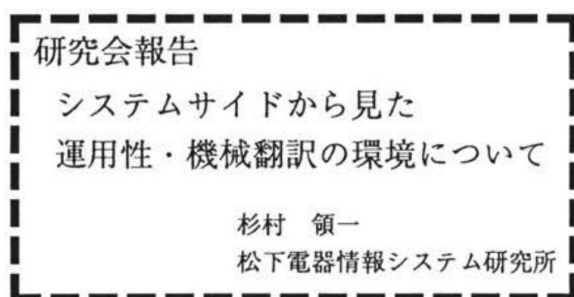 研究会報告
システムサイドから見た
運用性・機械翻訳の環境について
杉村 領一
松下電器情報システム研究所